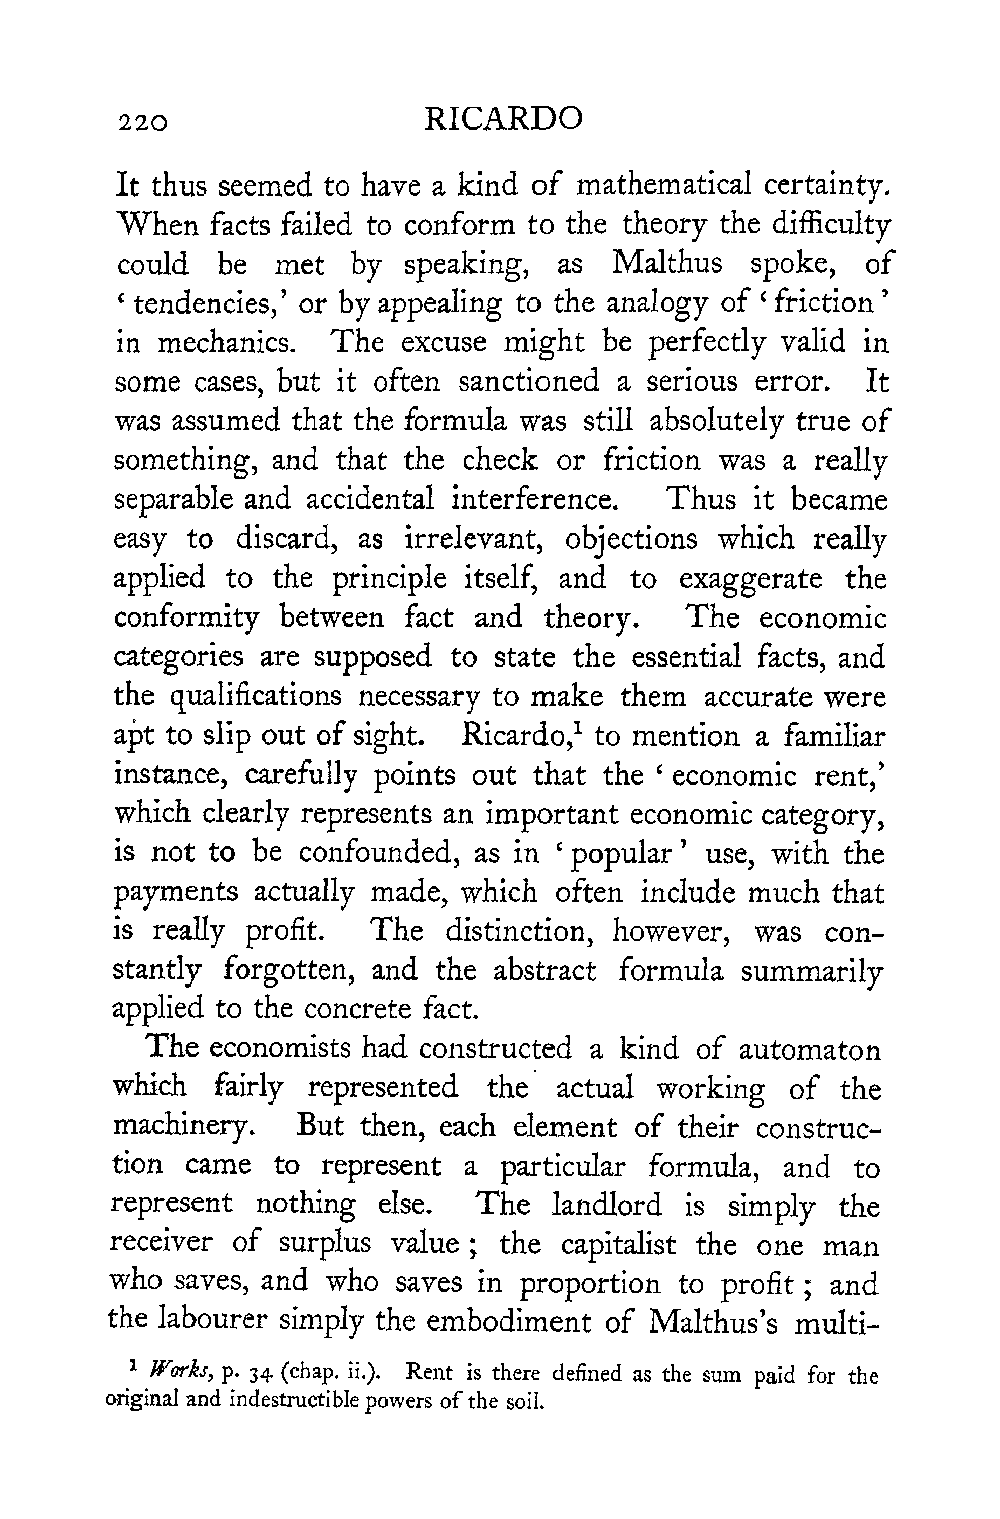 220 RICARDO
It thus seemed to have a kind of mathematical certainty.
When facts failed to conform to the theory the difficulty
could be met by speaking, as Malthus spoke, of
‘ tendencies,’ or by appealing to the analogy of ‘ friction ’
in mechanics. The excuse might be perfectly valid in
some cases, but it often sanctioned a serious error. It
was assumed that the formula was still absolutely true of
something, and that the check or friction was a really
separable and accidental interference. Thus it became
easy to discard, as irrelevant, objections which really
applied to the principle itself, and to exaggerate the
conformity between fact and theory. The economic
categories are supposed to state the essential facts, and
the qualifications necessary to make them accurate were
apt to slip out of sight. Ricardo,¹ to mention a familiar
instance, carefully points out that the ‘ economic rent,’
which clearly represents an important economic category,
is not to be confounded, as in ‘ popular ’ use, with the
payments actually made, which often include much that
is really profit. The distinction, however, was con-
stantly forgotten, and the abstract formula summarily
applied to the concrete fact.
The economists had constructed a kind of automaton
which fairly represented the actual working of the
machinery. But then, each element of their construc-
tion came to represent a particular formula, and to
represent nothing else. The landlord is simply the
receiver of surplus value ; the capitalist the one man
who saves, and who saves in proportion to profit ; and
the labourer simply the embodiment of Malthus’s multi-
¹ Works, p. 34 (chap. ii.). Rent is there defined as the sum paid for the
original and indestructible powers of the soil.